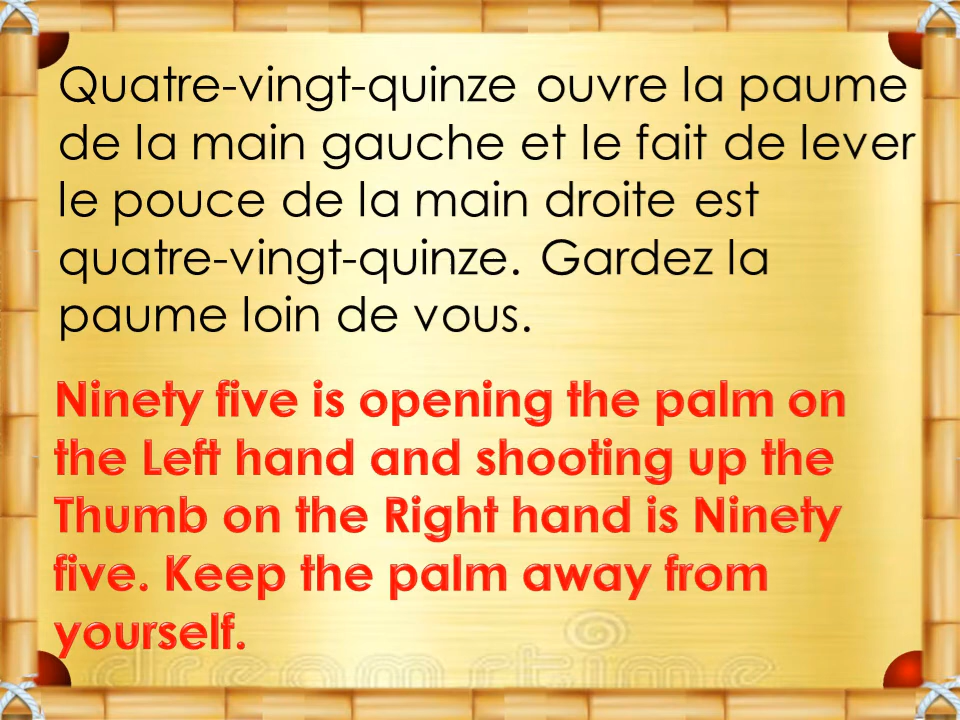 Quatre-vingt-quinze ouvre la paume
de la main gauche et le fait de lever
le pouce de la main droite est
quatre-vingt-quinze. Gardez la
paume loin de vous.
Ninety five is opening the palm on
the Left hand and shooting up the
Thumb on the Right hand is Ninety
five. Keep the palm away from
yourself.
dreamstime